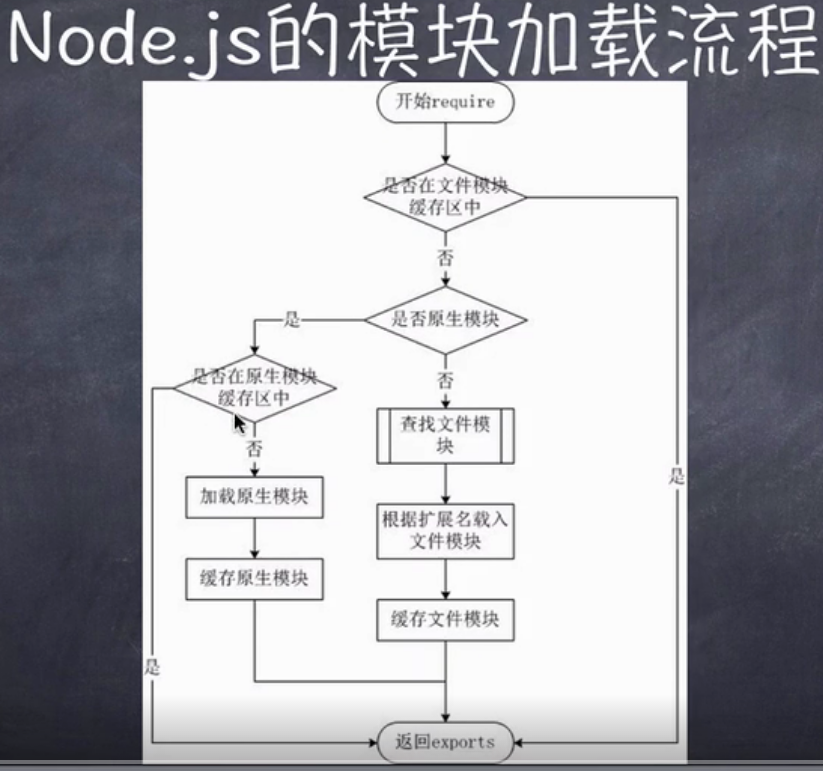 Node.js的模块加载流程
开始require
是否在文件模块
缓存区中
否
是否原生模块
是
是否在原生模块
缓存区中
否
否
查找文件模
块
加载原生模块
根据扩展名载入
文件模块
缓存原生模块
缓存文件模块
是
是
返回exports